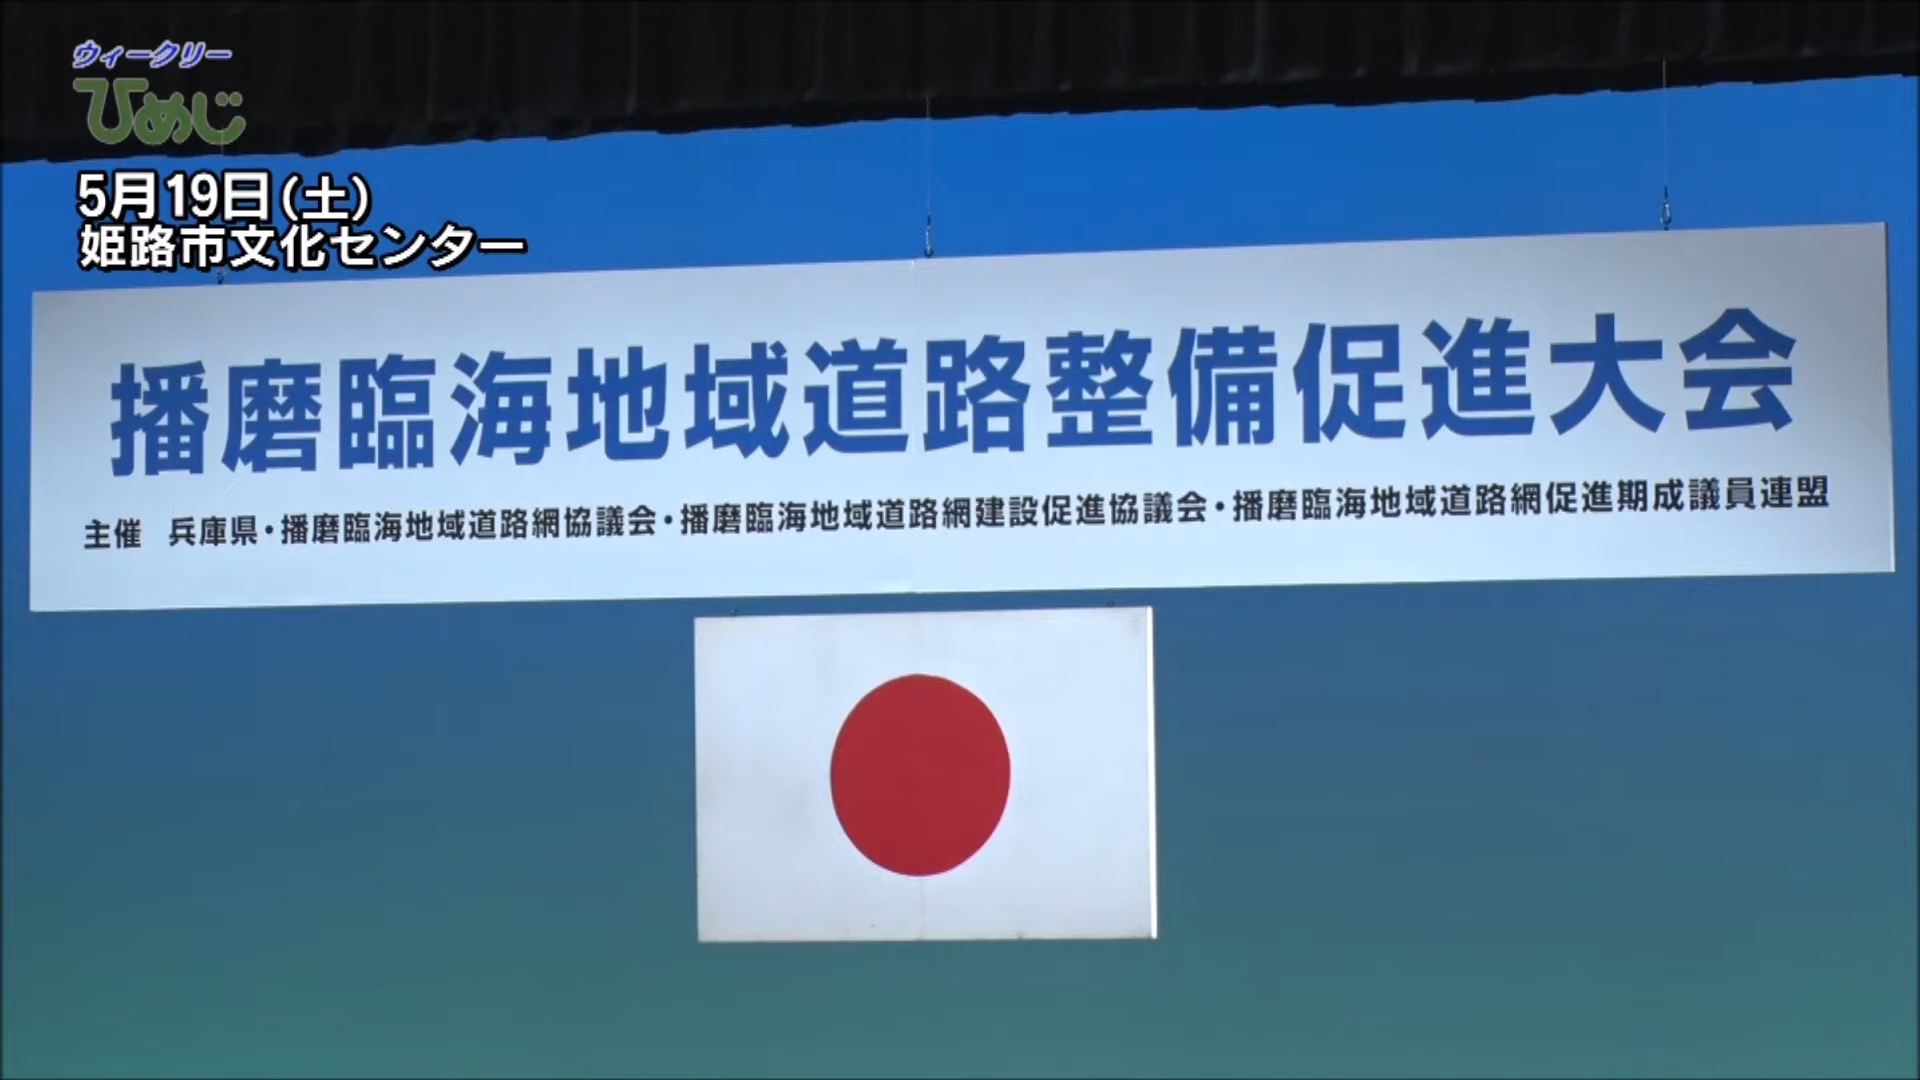 ウィークリー
ひめじ
5月19日(土)
姫路市文化センター
播磨臨海地域道路整備促進大会
主催 兵庫県・播磨臨海地域道路網協議会・播磨臨海地域道路網建設促進協議会・播磨臨海地域道路網促進期成議員連盟